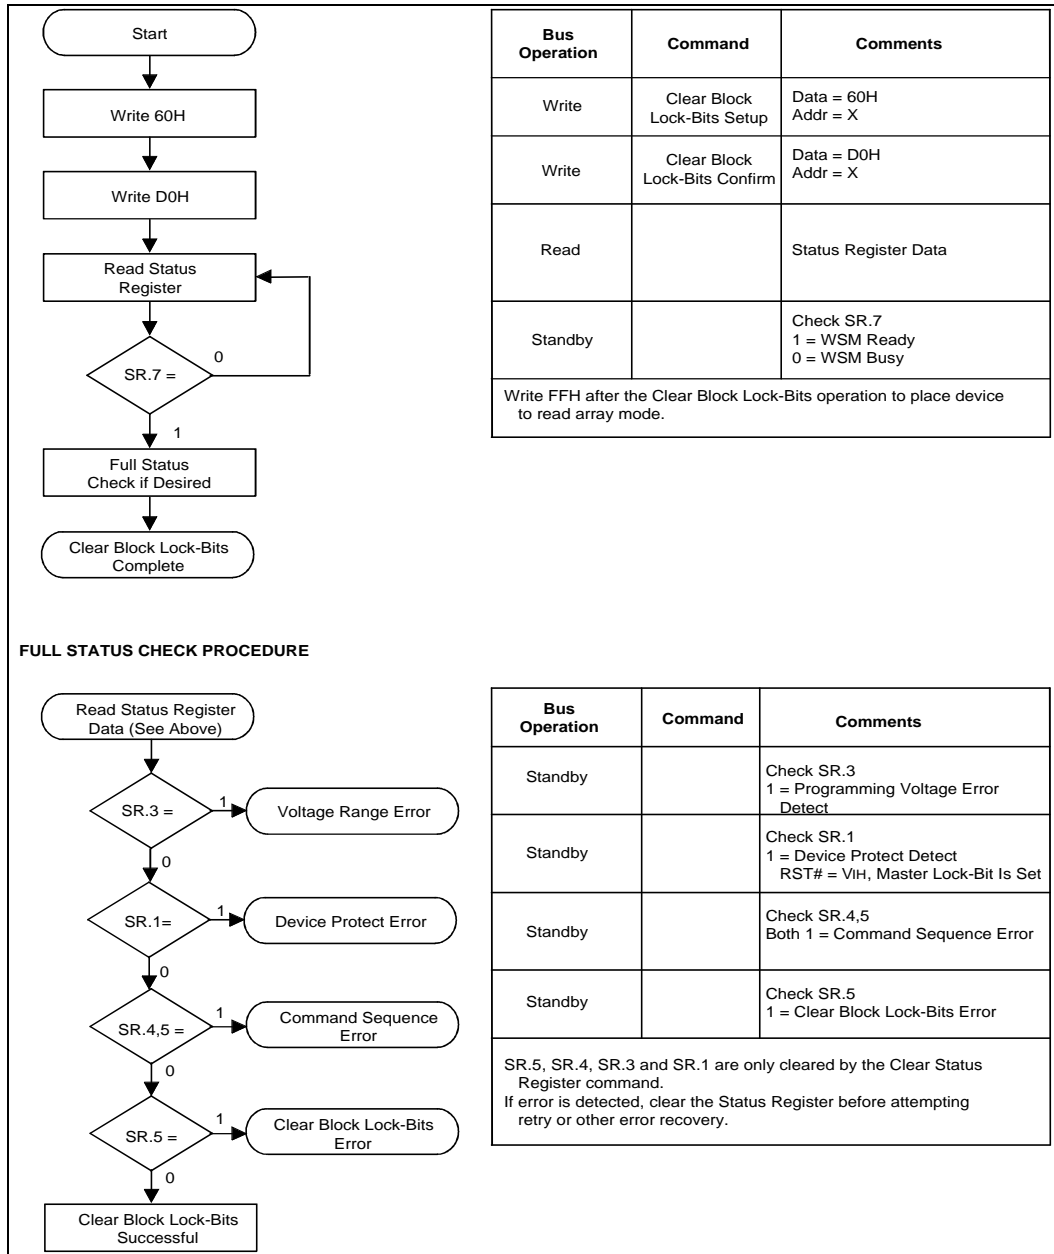 Start
Write 60H
Write D0H
Read Status
Register
SR.7 =
0
1
Full Status
Check if Desired
Clear Block Lock-Bits
Complete
Bus
Operation
Command
Comments
Write
Clear Block
Lock-Bits Setup
Data = 60H
Addr = X
Write
Clear Block
Lock-Bits Confirm
Data = D0H
Addr = X
Read
Status Register Data
Standby
Check SR.7
1 = WSM Ready
0 = WSM Busy
Write FFH after the Clear Block Lock-Bits operation to place device
to read array mode.
FULL STATUS CHECK PROCEDURE
Read Status Register
Data (See Above)
SR.3 =
1
Voltage Range Error
0
SR.1=
1
Device Protect Error
0
SR.4,5 =
1
Command Sequence
Error
0
SR.5 =
1
Clear Block Lock-Bits
Error
0
Clear Block Lock-Bits
Successful
Bus
Operation
Command
Comments
Standby
Check SR.3
1 = Programming Voltage Error
Detect
Standby
Check SR.1
1 = Device Protect Detect
RST# = VIH, Master Lock-Bit Is Set
Standby
Check SR.4,5
Both 1 = Command Sequence Error
Standby
Check SR.5
1 = Clear Block Lock-Bits Error
SR.5, SR.4, SR.3 and SR.1 are only cleared by the Clear Status
Register command.
If error is detected, clear the Status Register before attempting
retry or other error recovery.